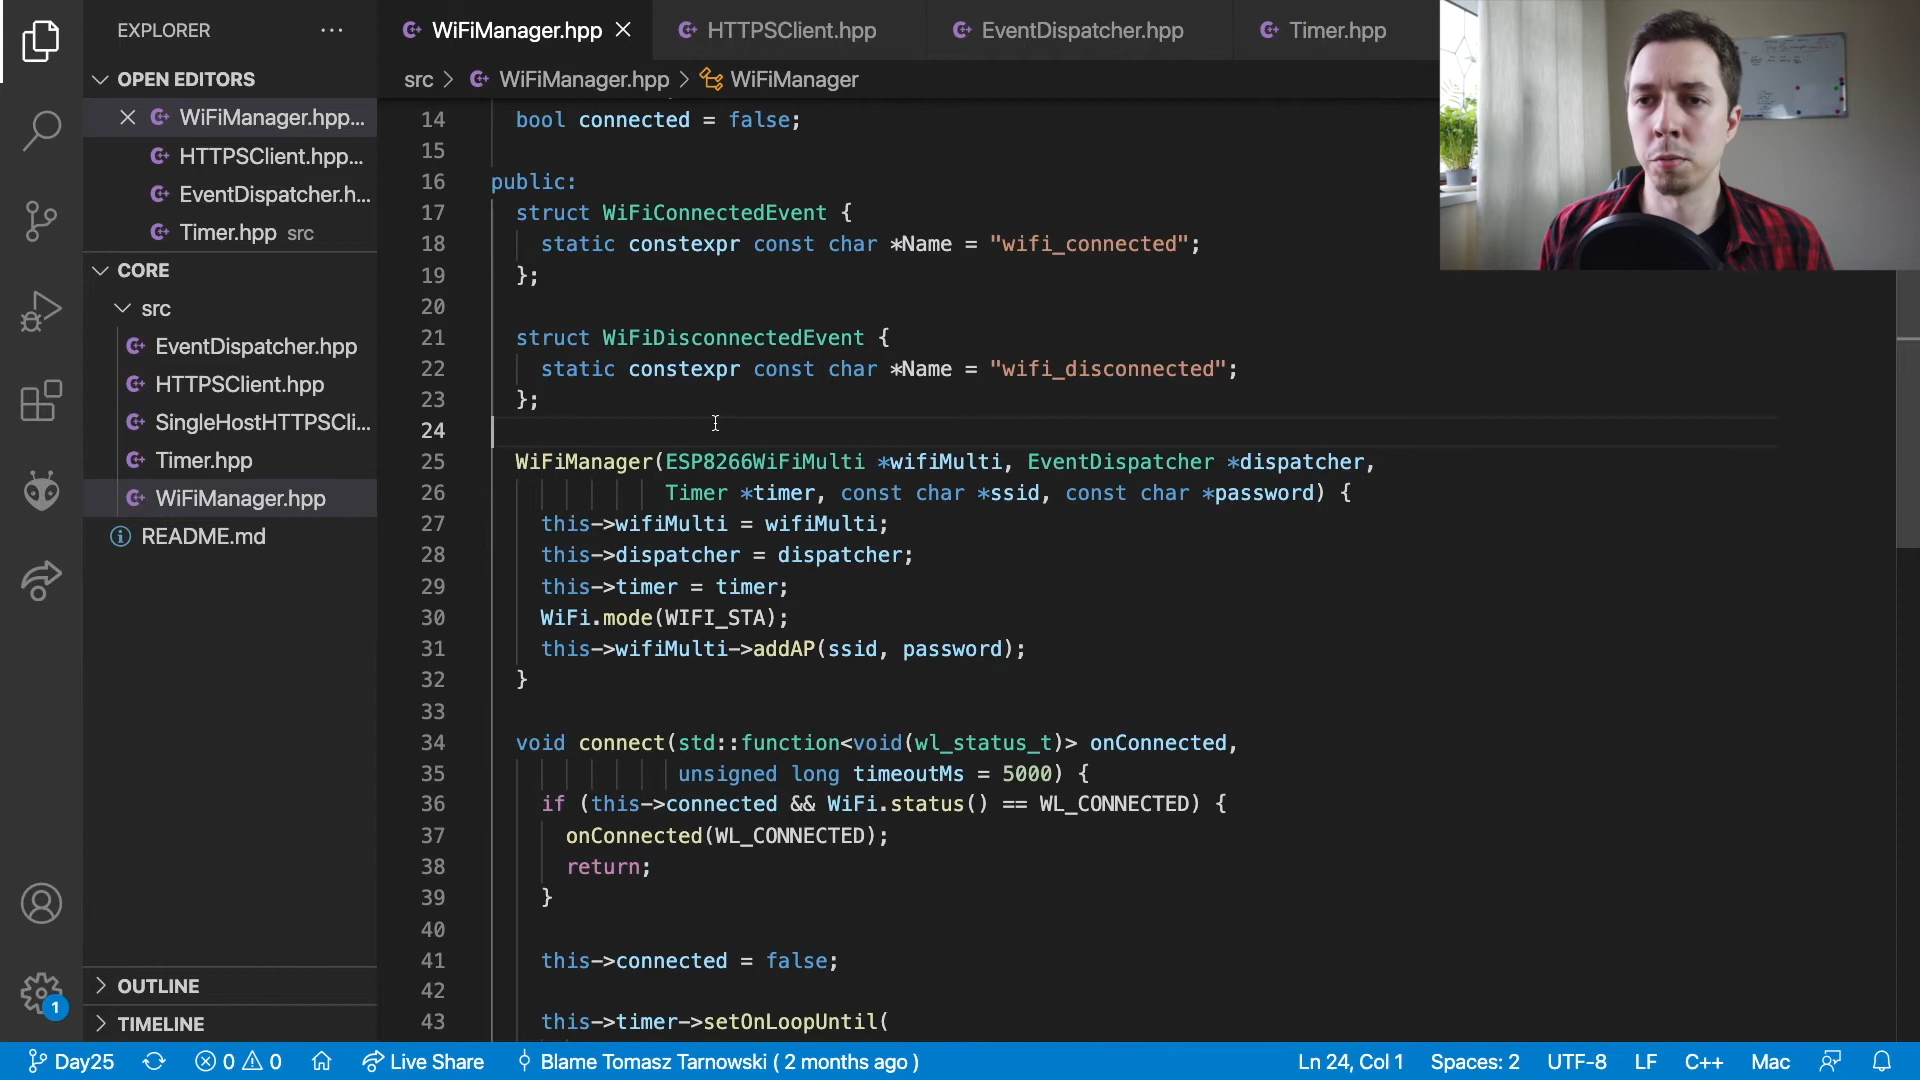 EXPLORER
OPEN EDITORS
WiFiManager.hpp...
HTTPSClient.hpp...
EventDispatcher.h...
Timer.hpp src
CORE
src
EventDispatcher.hpp
HTTPSClient.hpp
SingleHostHTTPSCli...
Timer.hpp
WiFiManager.hpp
README.md
OUTLINE
TIMELINE
1
WiFiManager.hpp
HTTPSClient.hpp
EventDispatcher.hpp
Timer.hpp
src > WiFiManager.hpp > WiFiManager
14 bool connected = false;
15
16 public:
17 struct WiFiConnectedEvent {
18 static constexpr const char *Name = "wifi_connected";
19 };
20
21 struct WiFiDisconnectedEvent {
22 static constexpr const char *Name = "wifi_disconnected";
23 };
24
25 WiFiManager(ESP8266WiFiMulti *wifiMulti, EventDispatcher *dispatcher,
26 Timer *timer, const char *ssid, const char *password) {
27 this->wifiMulti = wifiMulti;
28 this->dispatcher = dispatcher;
29 this->timer = timer;
30 WiFi.mode(WIFI_STA);
31 this->wifiMulti->addAP(ssid, password);
32 }
33
34 void connect(std::function<void(wl_status_t)> onConnected,
35 unsigned long timeoutMs = 5000) {
36 if (this->connected && WiFi.status() == WL_CONNECTED) {
37 onConnected(WL_CONNECTED);
38 return;
39 }
40
41 this->connected = false;
42
43 this->timer->setOnLoopUntil(
Day25 0 0 Live Share Blame Tomasz Tarnowski ( 2 months ago ) Ln 24, Col 1 Spaces: 2 UTF-8 LF C++ Mac